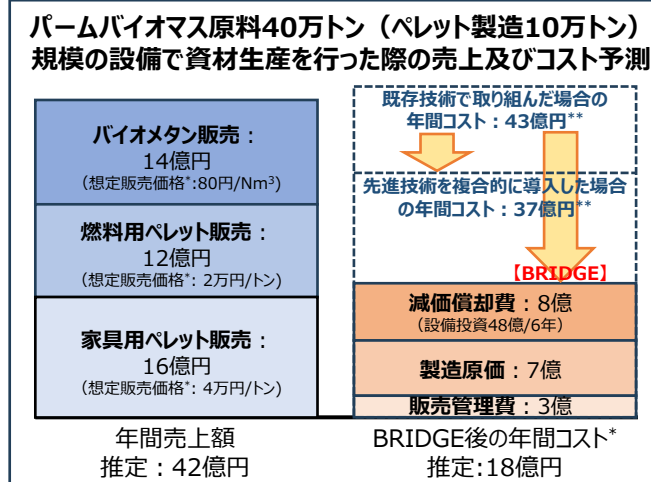 パームバイオマス原料40万トン（ペレット製造10万トン）
規模の設備で資材生産を行った際の売上及びコスト予測
バイオメタン販売：
14億円
（想定販売価格*:80円/Nm³）
燃料用ペレット販売：
12億円
（想定販売価格*: 2万円/トン）
家具用ペレット販売：
16億円
（想定販売価格*: 4万円/トン）
年間売上額
推定：42億円
既存技術で取り組んだ場合の
年間コスト：43億円**
先進技術を複合的に導入した場合
の年間コスト：37億円**
【BRIDGE】
減価償却費：8億
（設備投資48億/6年）
製造原価：7億
販売管理費：3億
BRIDGE後の年間コスト*
推定:18億円